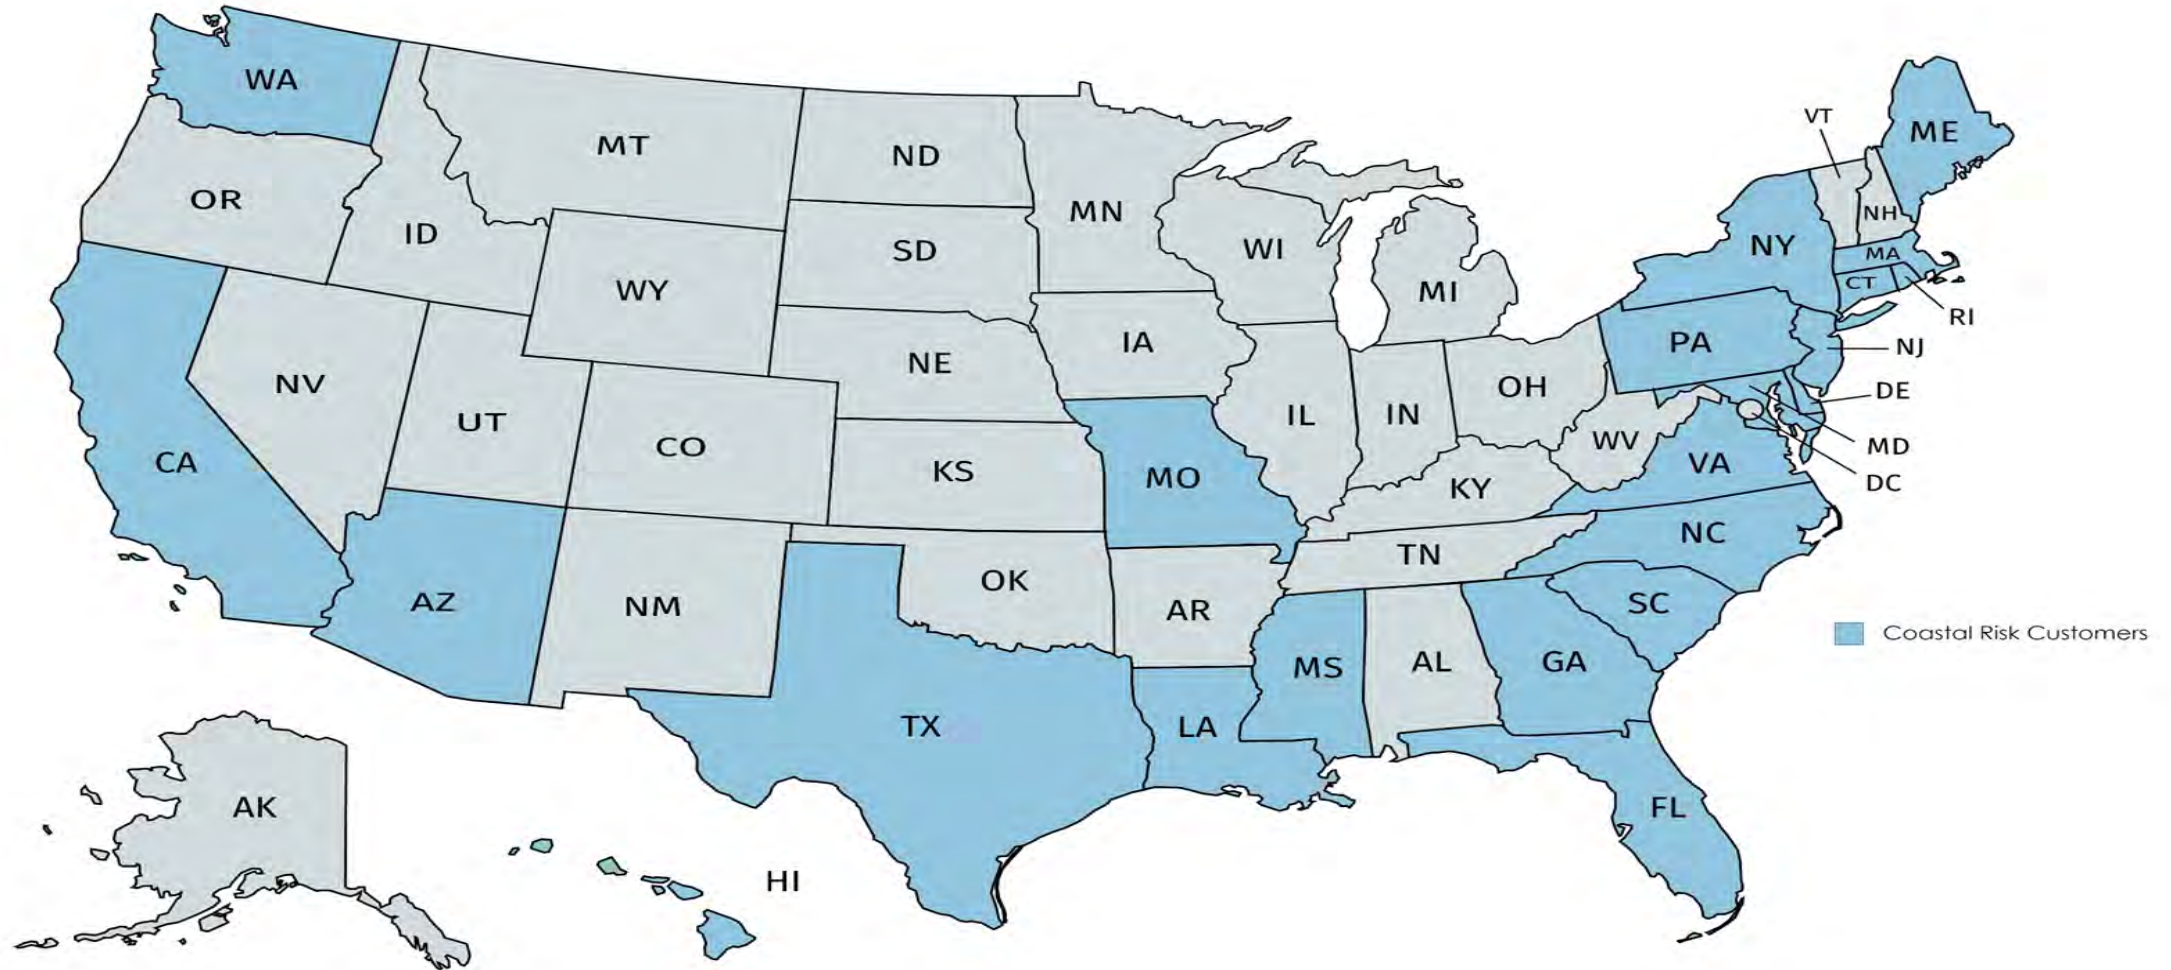 WA
MT
ND
MN
VT
ME
OR
ID
WY
SD
WI
MI
NH
NY
MA
CT
RI
NV
UT
CO
NE
IA
IL
IN
OH
PA
NJ
DE
MD
DC
CA
KS
MO
KY
WV
VA
AZ
NM
OK
AR
TN
NC
SC
Coastal Risk Customers
TX
LA
MS
AL
GA
FL
AK
HI